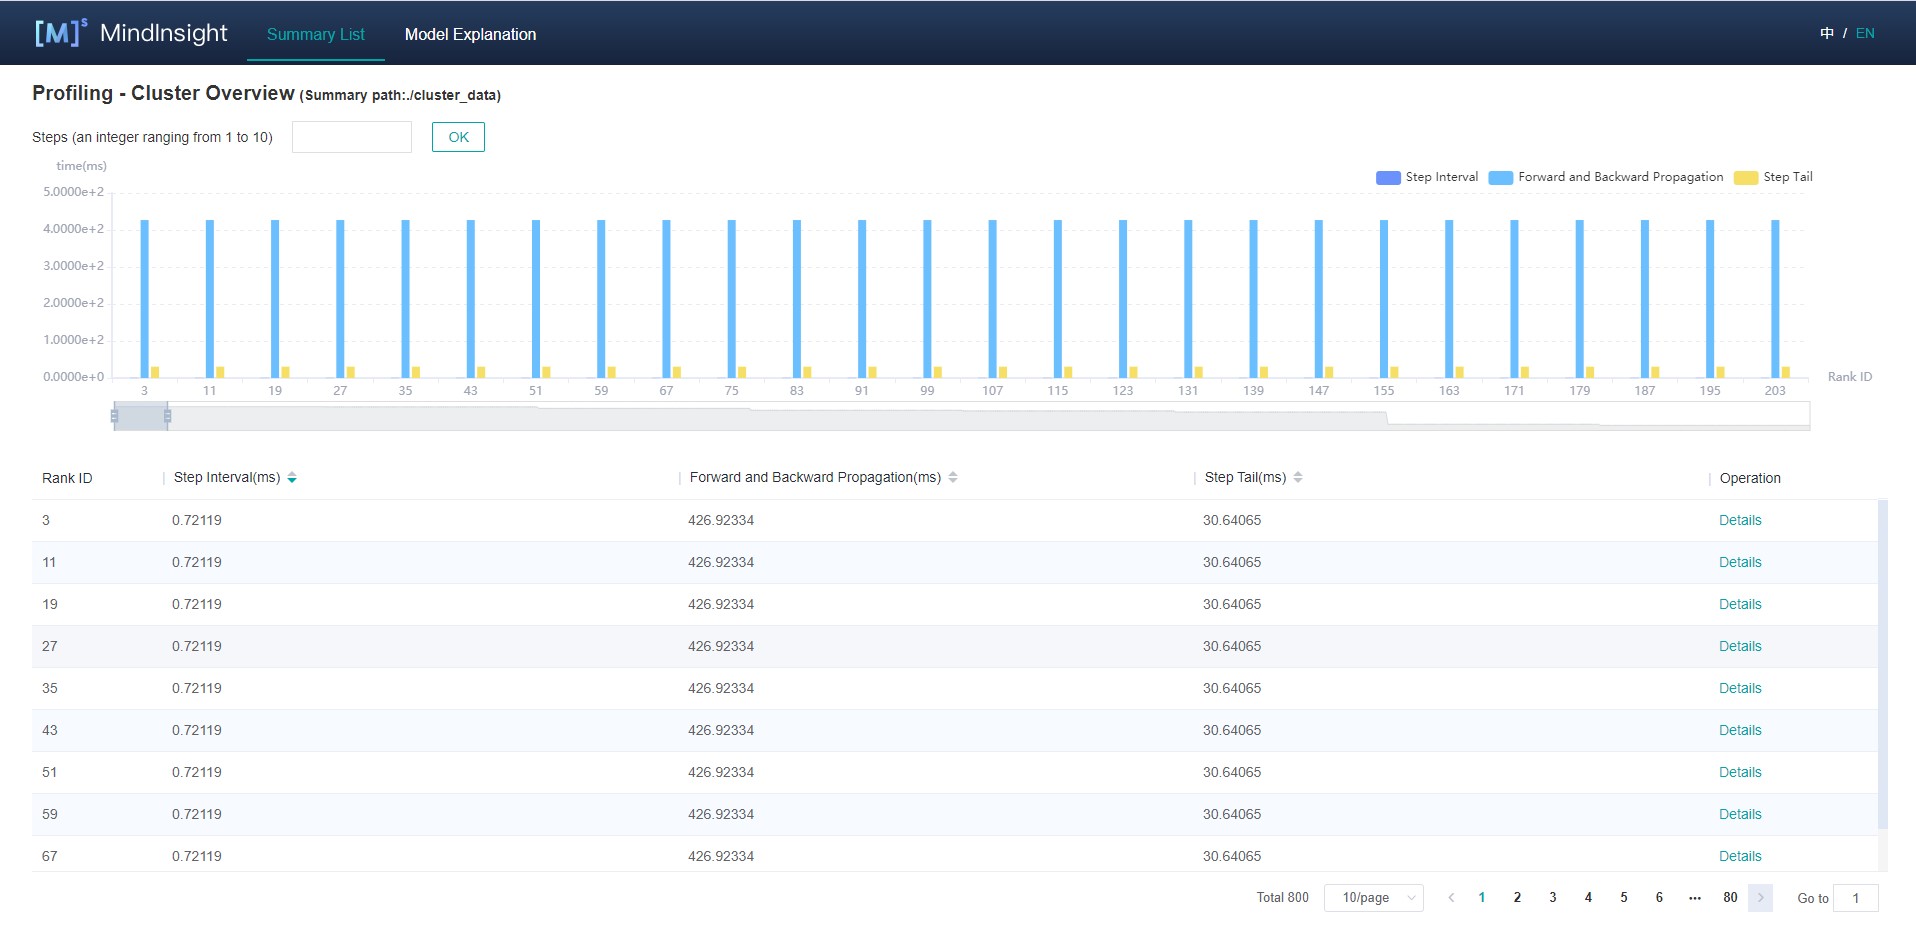 [M]s MindInsight Summary List Model Explanation 中 / EN
Profiling - Cluster Overview (Summary path:./cluster_data)
Steps (an integer ranging from 1 to 10) OK
time(ms)
Step Interval Forward and Backward Propagation Step Tail
5.0000e+2
4.0000e+2
3.0000e+2
2.0000e+2
1.0000e+2
0.0000e+0
3 11 19 27 35 43 51 59 67 75 83 91 99 107 115 123 131 139 147 155 163 171 179 187 195 203
Rank ID
Rank ID Step Interval(ms) Forward and Backward Propagation(ms) Step Tail(ms) Operation
3 0.72119 426.92334 30.64065 Details
11 0.72119 426.92334 30.64065 Details
19 0.72119 426.92334 30.64065 Details
27 0.72119 426.92334 30.64065 Details
35 0.72119 426.92334 30.64065 Details
43 0.72119 426.92334 30.64065 Details
51 0.72119 426.92334 30.64065 Details
59 0.72119 426.92334 30.64065 Details
67 0.72119 426.92334 30.64065 Details
Total 800 10/page 1 2 3 4 5 6 ••• 80 Go to 1